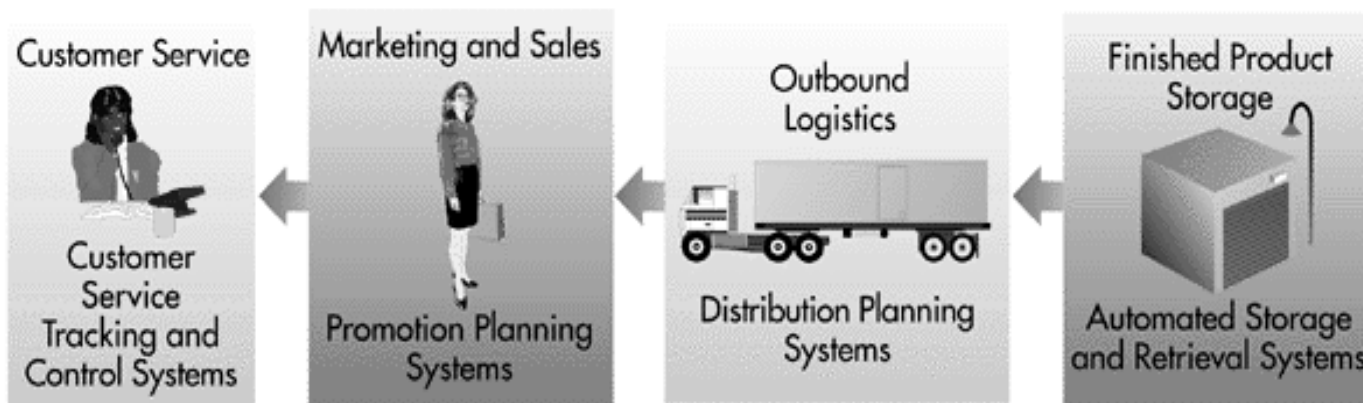 Customer Service
Customer
Service
Tracking and
Control Systems
Marketing and Sales
Promotion Planning
Systems
Outbound
Logistics
Distribution Planning
Systems
Finished Product
Storage
Automated Storage
and Retrieval Systems